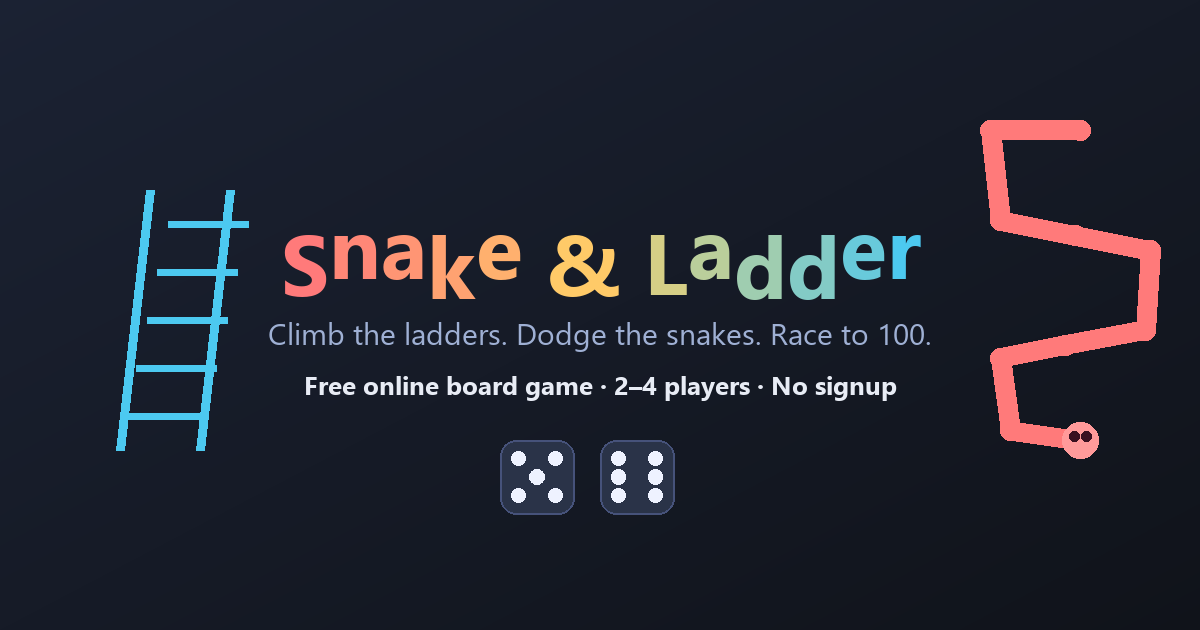 Snake & Ladder
Climb the ladders. Dodge the snakes. Race to 100.
Free online board game · 2–4 players · No signup